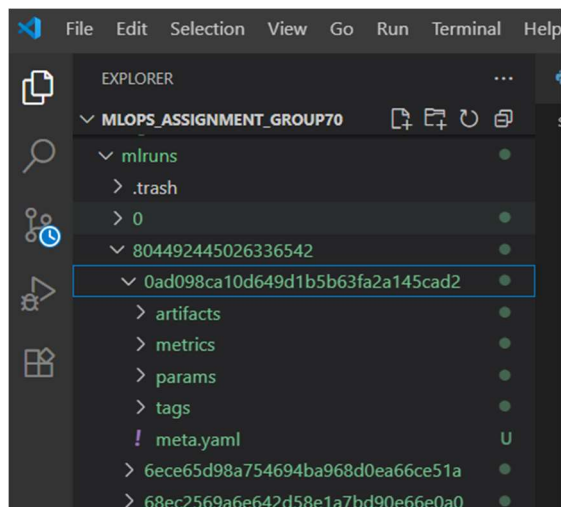 File Edit Selection View Go Run Terminal Help
EXPLORER ...
MLOPS_ASSIGNMENT_GROUP70
mlruns
.trash
0
804492445026336542
0ad098ca10d649d1b5b63fa2a145cad2
artifacts
metrics
params
tags
! meta.yaml U
6ece65d98a754694ba968d0ea66ce51a
68ec2569a6e642d58e1a7bd90e66e0a0